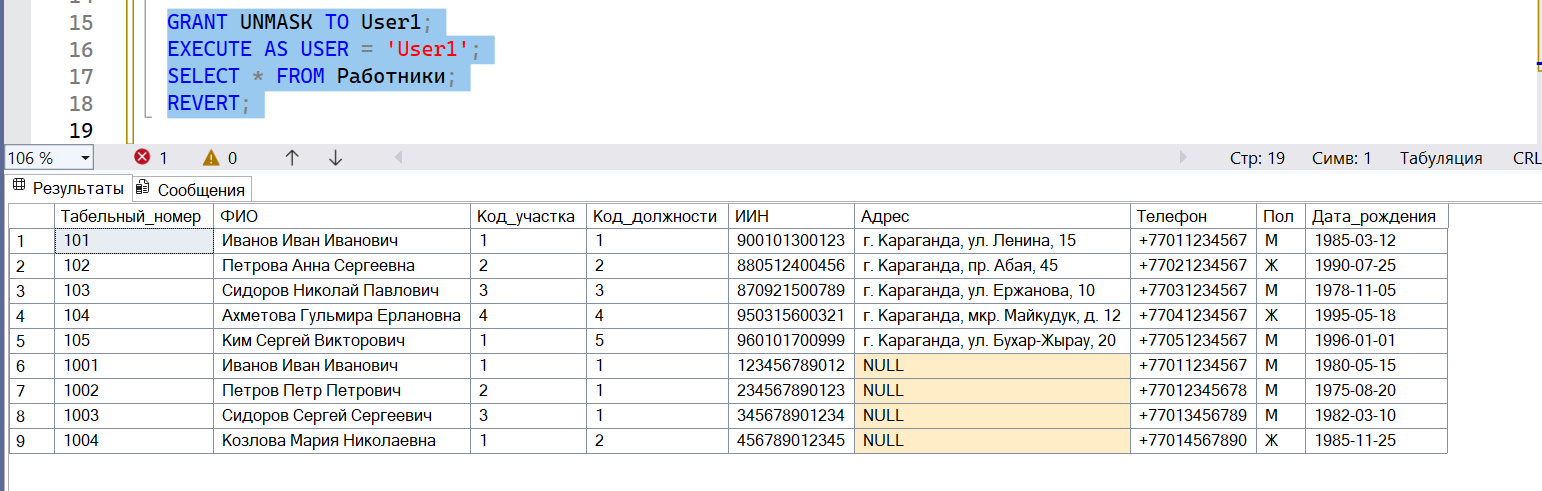 15 GRANT UNMASK TO User1;
16 EXECUTE AS USER = 'User1';
17 SELECT * FROM Работники;
18 REVERT;
19
106 % 1 0 Стр: 19 Симв: 1 Табуляция CRL
Результаты Сообщения
Табельный_номер ФИО Код_участка Код_должности ИИН Адрес Телефон Пол Дата_рождения
1 101 Иванов Иван Иванович 1 1 900101300123 г. Караганда, ул. Ленина, 15 +77011234567 М 1985-03-12
2 102 Петрова Анна Сергеевна 2 2 880512400456 г. Караганда, пр. Абая, 45 +77021234567 Ж 1990-07-25
3 103 Сидоров Николай Павлович 3 3 870921500789 г. Караганда, ул. Ержанова, 10 +77031234567 М 1978-11-05
4 104 Ахметова Гульмира Ерлановна 4 4 950315600321 г. Караганда, мкр. Майкудук, д. 12 +77041234567 Ж 1995-05-18
5 105 Ким Сергей Викторович 1 5 960101700999 г. Караганда, ул. Бухар-Жырау, 20 +77051234567 М 1996-01-01
6 1001 Иванов Иван Иванович 1 1 123456789012 NULL +77011234567 М 1980-05-15
7 1002 Петров Петр Петрович 2 1 234567890123 NULL +77012345678 М 1975-08-20
8 1003 Сидоров Сергей Сергеевич 3 1 345678901234 NULL +77013456789 М 1982-03-10
9 1004 Козлова Мария Николаевна 1 2 456789012345 NULL +77014567890 Ж 1985-11-25